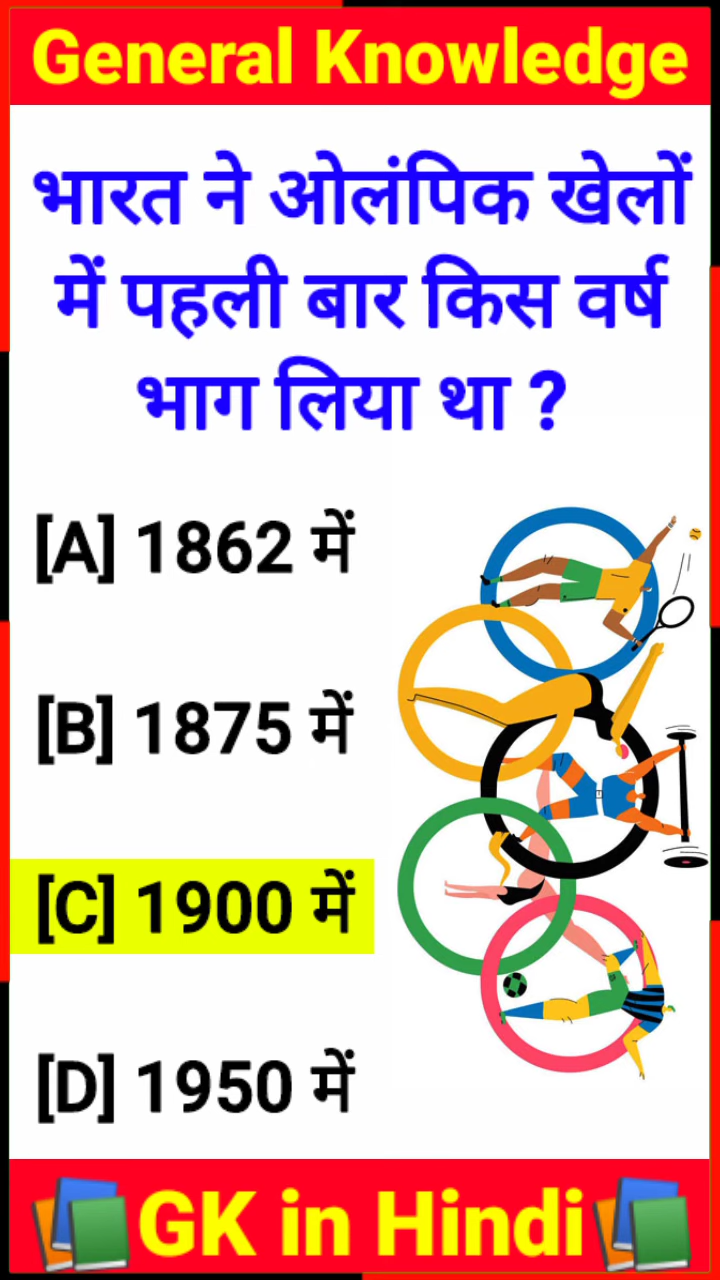 General Knowledge
भारत ने ओलंपिक खेलों
में पहली बार किस वर्ष
भाग लिया था ?
[A] 1862 में
[B] 1875 में
[C] 1900 में
[D] 1950 में
GK in Hindi